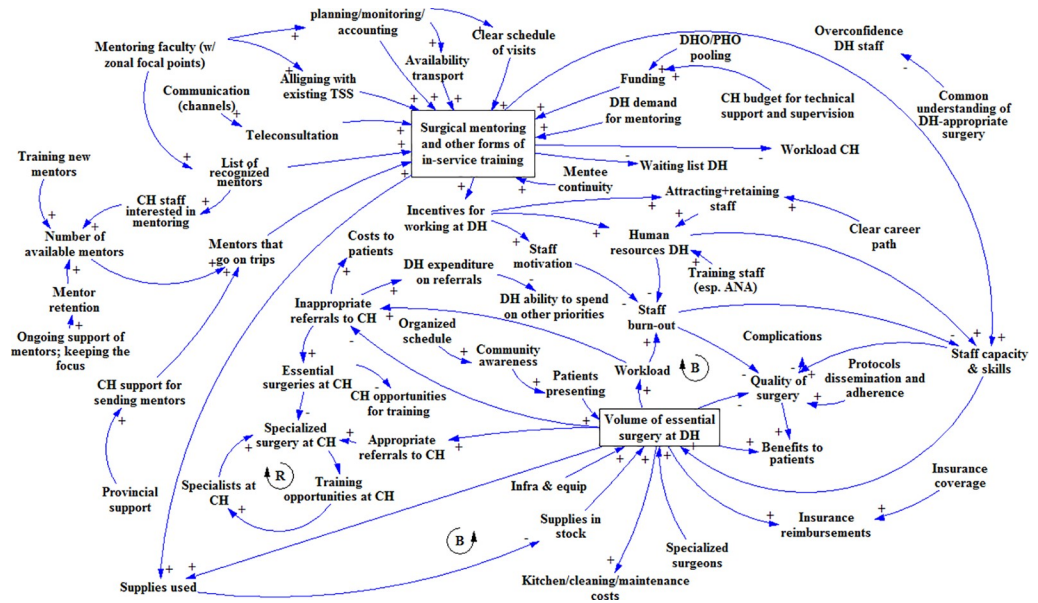 planning/monitoring/
accounting
Clear schedule
of visits
Mentoring faculty (w/
zonal focal points)
Availability
transport
DHO/PHO
pooling
Overconfidence
DH staff
Alligning with
existing TSS
Funding
Communication
(channels)
DH demand
for mentoring
CH budget for technical
support and supervision
Common
understanding of
DH-appropriate
surgery
Teleconsultation
Surgical mentoring
and other forms of
in-service training
Workload CH
Waiting list DH
Training new
mentors
List of
recognized
mentors
Mentee
continuity
Attracting+retaining
staff
CH staff
interested in
mentoring
Incentives for
working at DH
Clear career
path
Number of
available mentors
Mentors that
go on trips
Costs to
patients
Staff
motivation
Human
resources DH
DH expenditure
on referrals
Training staff
(esp. ANA)
Mentor
retention
Inappropriate
referrals to CH
DH ability to spend
on other priorities
Staff
burn-out
Organized
schedule
Complications
Ongoing support of
mentors; keeping the
focus
Community
awareness
Staff capacity
& skills
Essential
surgeries at CH
Workload
B
Protocols
dissemination and
adherence
CH support for
sending mentors
CH opportunities
for training
Patients
presenting
Quality of
surgery
Volume of essential
surgery at DH
Specialized
surgery at CH
Appropriate
referrals to CH
Benefits to
patients
R
Specialists at
CH
Training
opportunities at CH
Infra & equip
Insurance
coverage
Provincial
support
Supplies in
stock
Insurance
reimbursements
B
Specialized
surgeons
Supplies used
Kitchen/cleaning/maintenance
costs